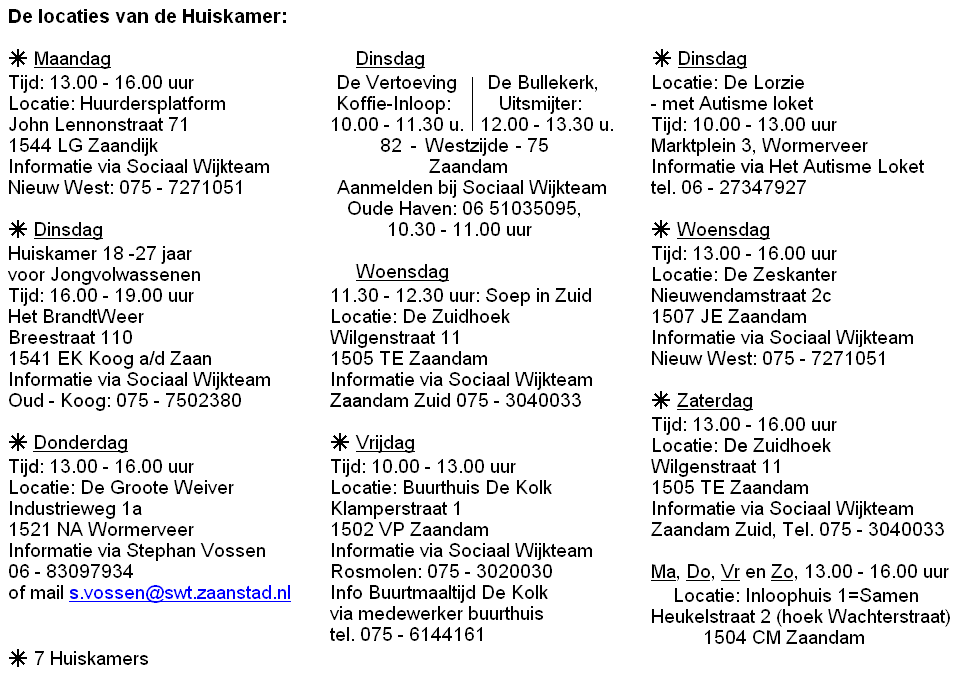 De locaties van de Huiskamer:
✳ Maandag
Tijd: 13.00 - 16.00 uur
Locatie: Huurdersplatform
John Lennonstraat 71
1544 LG Zaandijk
Informatie via Sociaal Wijkteam
Nieuw West: 075 - 7271051
✳ Dinsdag
Huiskamer 18 -27 jaar
voor Jongvolwassenen
Tijd: 16.00 - 19.00 uur
Het BrandtWeer
Breestraat 110
1541 EK Koog a/d Zaan
Informatie via Sociaal Wijkteam
Oud - Koog: 075 - 7502380
✳ Donderdag
Tijd: 13.00 - 16.00 uur
Locatie: De Groote Weiver
Industrieweg 1a
1521 NA Wormerveer
Informatie via Stephan Vossen
06 - 83097934
of mail s.vossen@swt.zaanstad.nl
✳ 7 Huiskamers
Dinsdag
De Vertoeving
Koffie-Inloop:
10.00 - 11.30 u.
De Bullekerk,
Uitsmijter:
12.00 - 13.30 u.
82 - Westzijde - 75
Zaandam
Aanmelden bij Sociaal Wijkteam
Oude Haven: 06 51035095,
10.30 - 11.00 uur
Woensdag
11.30 - 12.30 uur: Soep in Zuid
Locatie: De Zuidhoek
Wilgenstraat 11
1505 TE Zaandam
Informatie via Sociaal Wijkteam
Zaandam Zuid 075 - 3040033
✳ Vrijdag
Tijd: 10.00 - 13.00 uur
Locatie: Buurthuis De Kolk
Klamperstraat 1
1502 VP Zaandam
Informatie via Sociaal Wijkteam
Rosmolen: 075 - 3020030
Info Buurtmaaltijd De Kolk
via medewerker buurthuis
tel. 075 - 6144161
✳ Dinsdag
Locatie: De Lorzie
- met Autisme loket
Tijd: 10.00 - 13.00 uur
Marktplein 3, Wormerveer
Informatie via Het Autisme Loket
tel. 06 - 27347927
✳ Woensdag
Tijd: 13.00 - 16.00 uur
Locatie: De Zeskanter
Nieuwendamstraat 2c
1507 JE Zaandam
Informatie via Sociaal Wijkteam
Nieuw West: 075 - 7271051
✳ Zaterdag
Tijd: 13.00 - 16.00 uur
Locatie: De Zuidhoek
Wilgenstraat 11
1505 TE Zaandam
Informatie via Sociaal Wijkteam
Zaandam Zuid, Tel. 075 - 3040033
Ma, Do, Vr en Zo, 13.00 - 16.00 uur
Locatie: Inloophuis 1=Samen
Heukelstraat 2 (hoek Wachterstraat)
1504 CM Zaandam